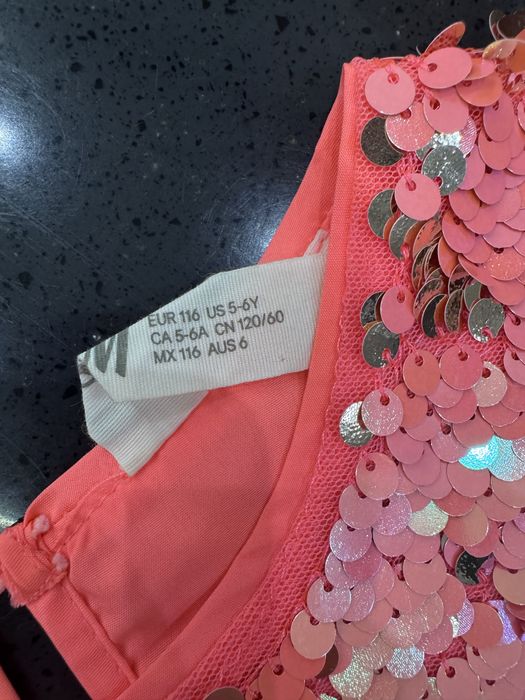 EUR 116 US 5-6Y
CA 5-6A CN 120/60
MX 116 AUS 6